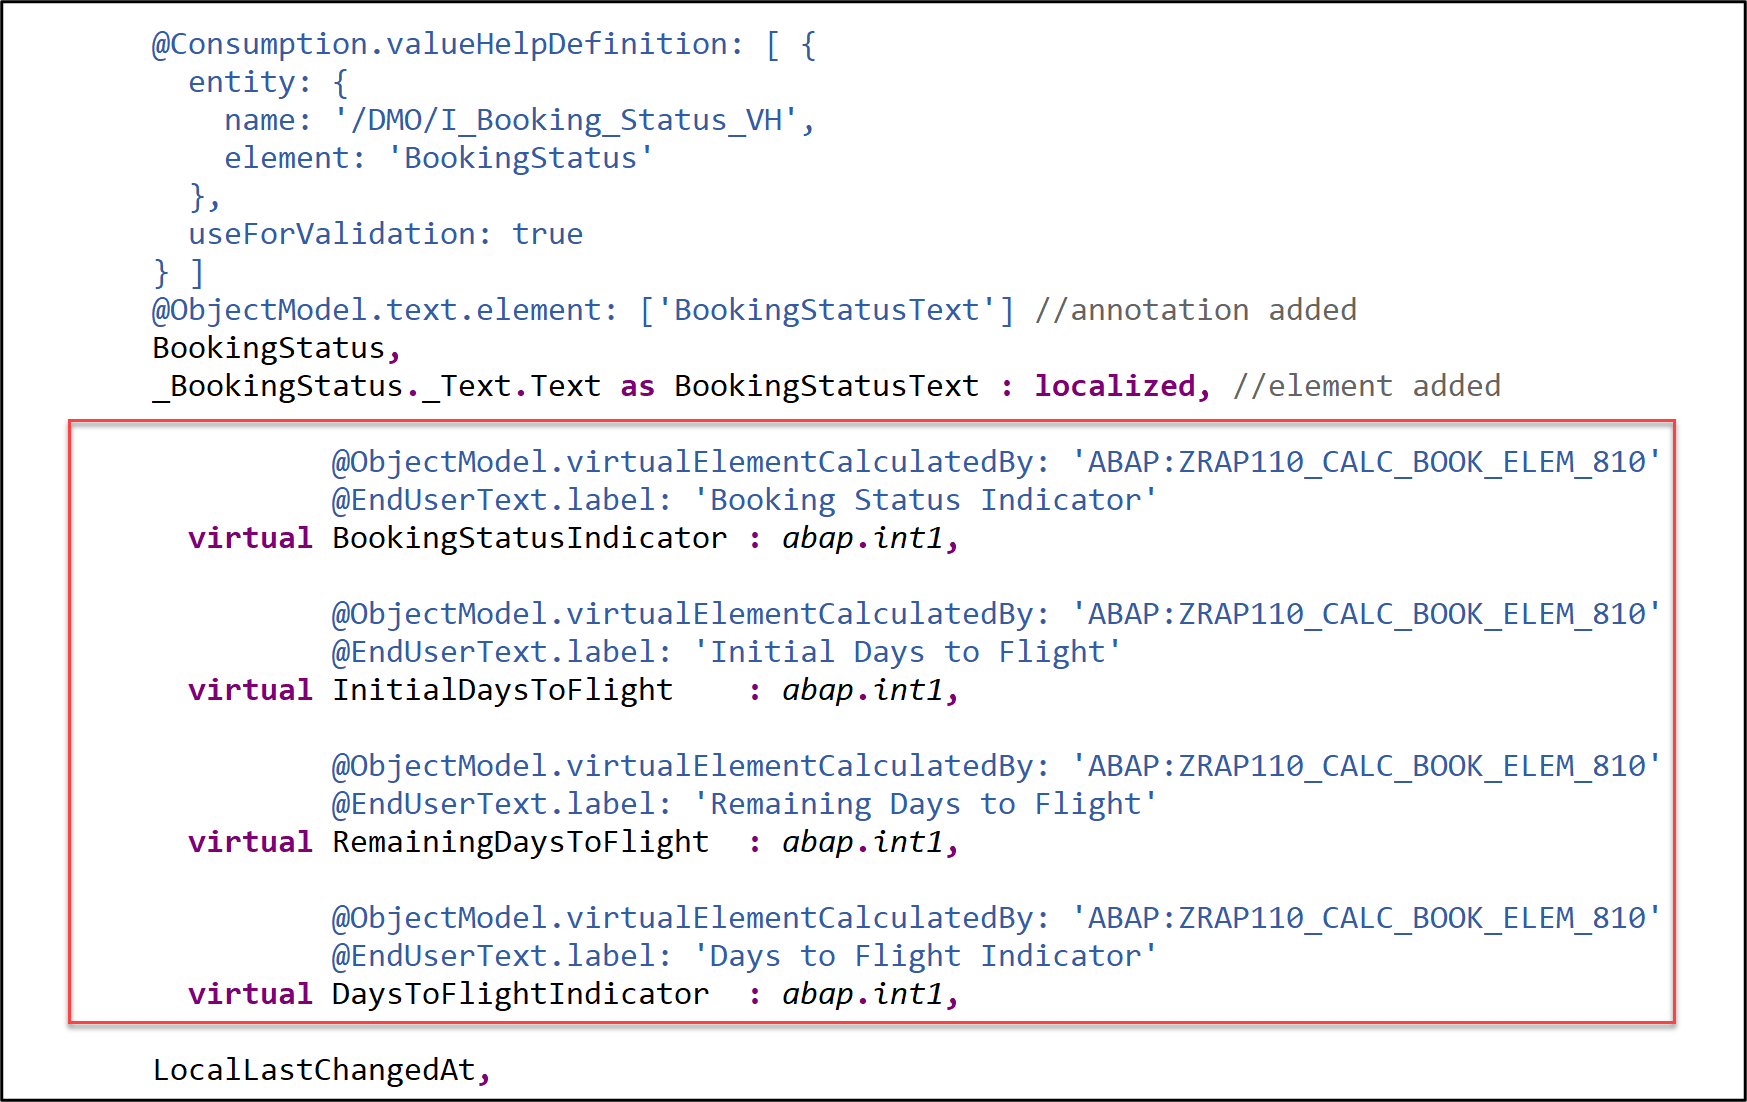 @Consumption.valueHelpDefinition: [ {
entity: {
name: '/DMO/I_Booking_Status_VH',
element: 'BookingStatus'
},
useForValidation: true
} ]
@ObjectModel.text.element: ['BookingStatusText'] //annotation added
BookingStatus,
_BookingStatus._Text.Text as BookingStatusText : localized, //element added
@ObjectModel.virtualElementCalculatedBy: 'ABAP:ZRAP110_CALC_BOOK_ELEM_810'
@EndUserText.label: 'Booking Status Indicator'
virtual BookingStatusIndicator : abap.int1,
@ObjectModel.virtualElementCalculatedBy: 'ABAP:ZRAP110_CALC_BOOK_ELEM_810'
@EndUserText.label: 'Initial Days to Flight'
virtual InitialDaysToFlight : abap.int1,
@ObjectModel.virtualElementCalculatedBy: 'ABAP:ZRAP110_CALC_BOOK_ELEM_810'
@EndUserText.label: 'Remaining Days to Flight'
virtual RemainingDaysToFlight : abap.int1,
@ObjectModel.virtualElementCalculatedBy: 'ABAP:ZRAP110_CALC_BOOK_ELEM_810'
@EndUserText.label: 'Days to Flight Indicator'
virtual DaysToFlightIndicator : abap.int1,
LocalLastChangedAt,